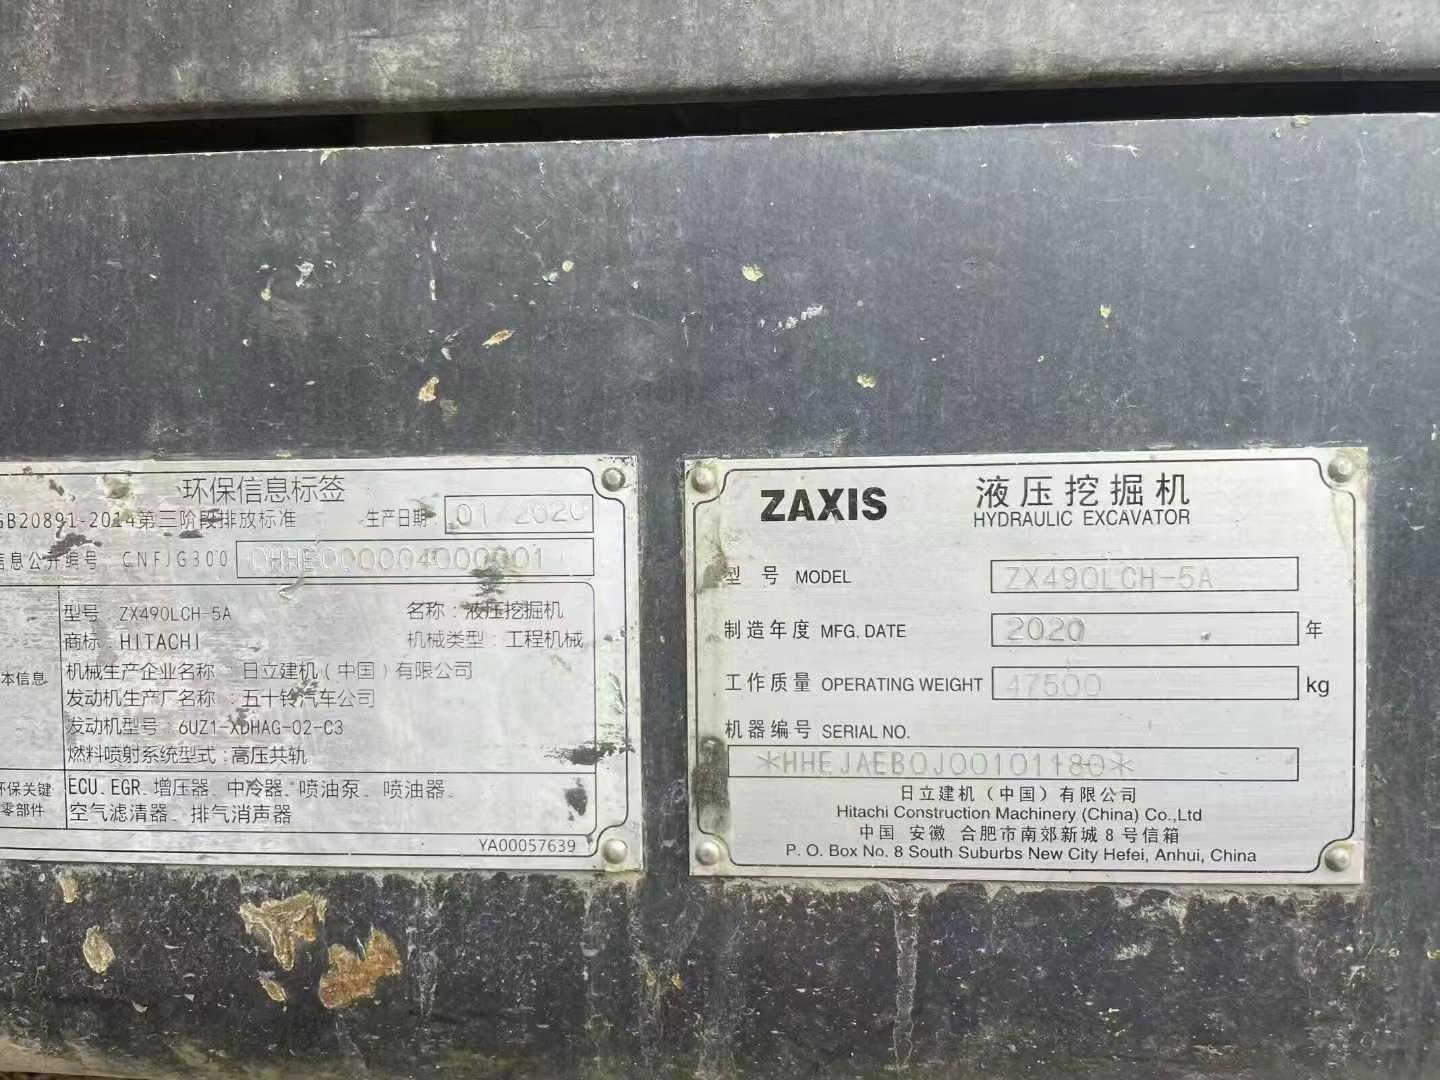 环保信息标签
GB20891-2014第三阶段排放标准 生产日期 01/2020
信息公开编号 CNFJG300 0HHE000004000001
型号：ZX490LCH-5A 名称：液压挖掘机
商标：HITACHI 机械类型：工程机械
本信息 机械生产企业名称：日立建机（中国）有限公司
发动机生产厂名称：五十铃汽车公司
发动机型号：6UZ1-XDHAG-02-C3
燃料喷射系统型式：高压共轨
环保关键 ECU、EGR、增压器、中冷器、喷油泵、喷油器、
零部件 空气滤清器、排气消声器
YA00057639
ZAXIS 液压挖掘机
HYDRAULIC EXCAVATOR
型号 MODEL ZX490LCH-5A
制造年度 MFG. DATE 2020 年
工作质量 OPERATING WEIGHT 47500 kg
机器编号 SERIAL NO.
*HHEJAEB0J00101180*
日立建机（中国）有限公司
Hitachi Construction Machinery (China) Co.,Ltd
中国 安徽 合肥市南郊新城8号信箱
P. O. Box No. 8 South Suburbs New City Hefei, Anhui, China